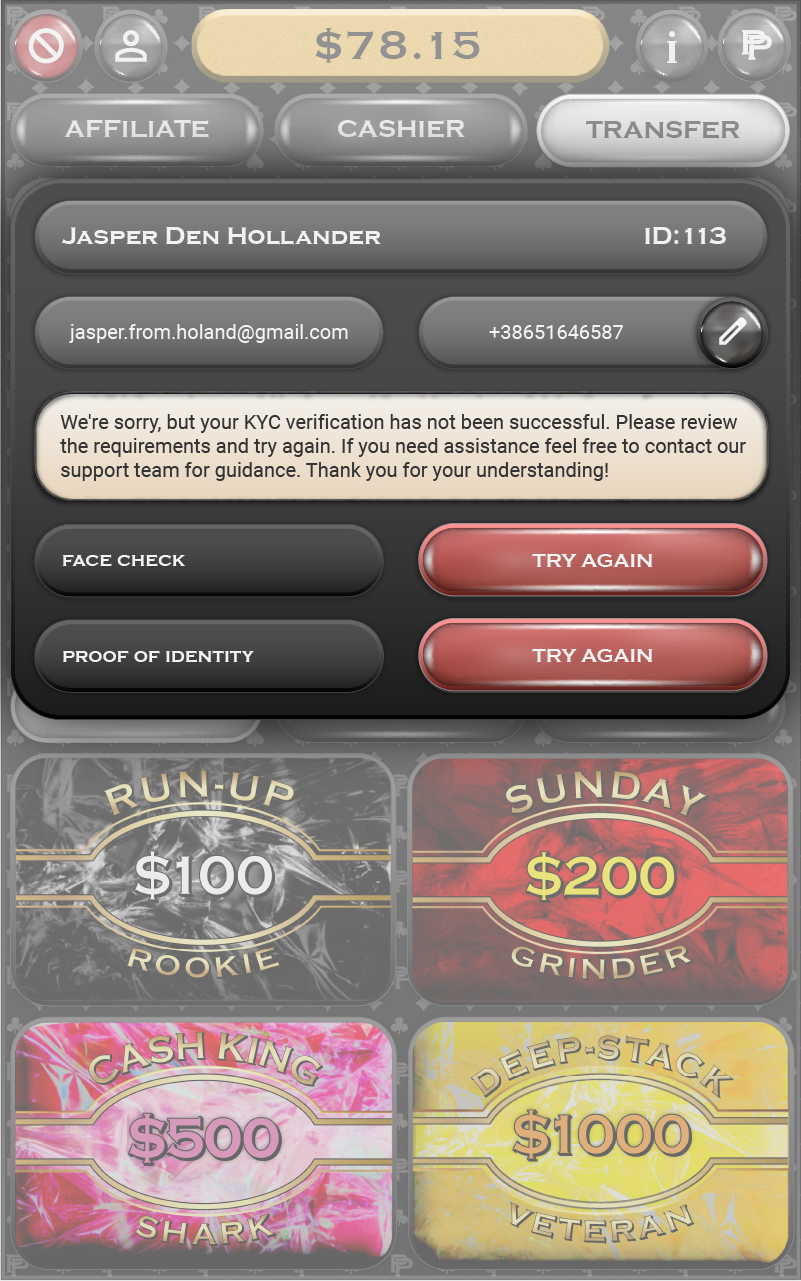 $78.15
AFFILIATE CASHIER TRANSFER
JASPER DEN HOLLANDER ID:113
jasper.from.holand@gmail.com +38651646587
We're sorry, but your KYC verification has not been successful. Please review
the requirements and try again. If you need assistance feel free to contact our
support team for guidance. Thank you for your understanding!
FACE CHECK TRY AGAIN
PROOF OF IDENTITY TRY AGAIN
RUN-UP
$100
ROOKIE
SUNDAY
$200
GRINDER
CASH KING
$500
SHARK
DEEP-STACK
$1000
VETERAN